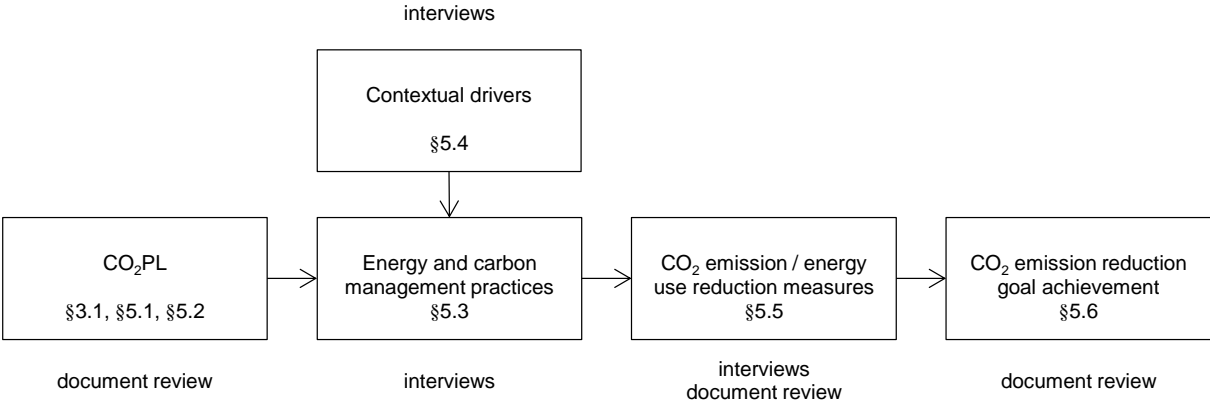 interviews
Contextual drivers
§5.4
CO₂PL
§3.1, §5.1, §5.2
Energy and carbon
management practices
§5.3
CO₂ emission / energy
use reduction measures
§5.5
CO₂ emission reduction
goal achievement
§5.6
document review
interviews
interviews
document review
document review